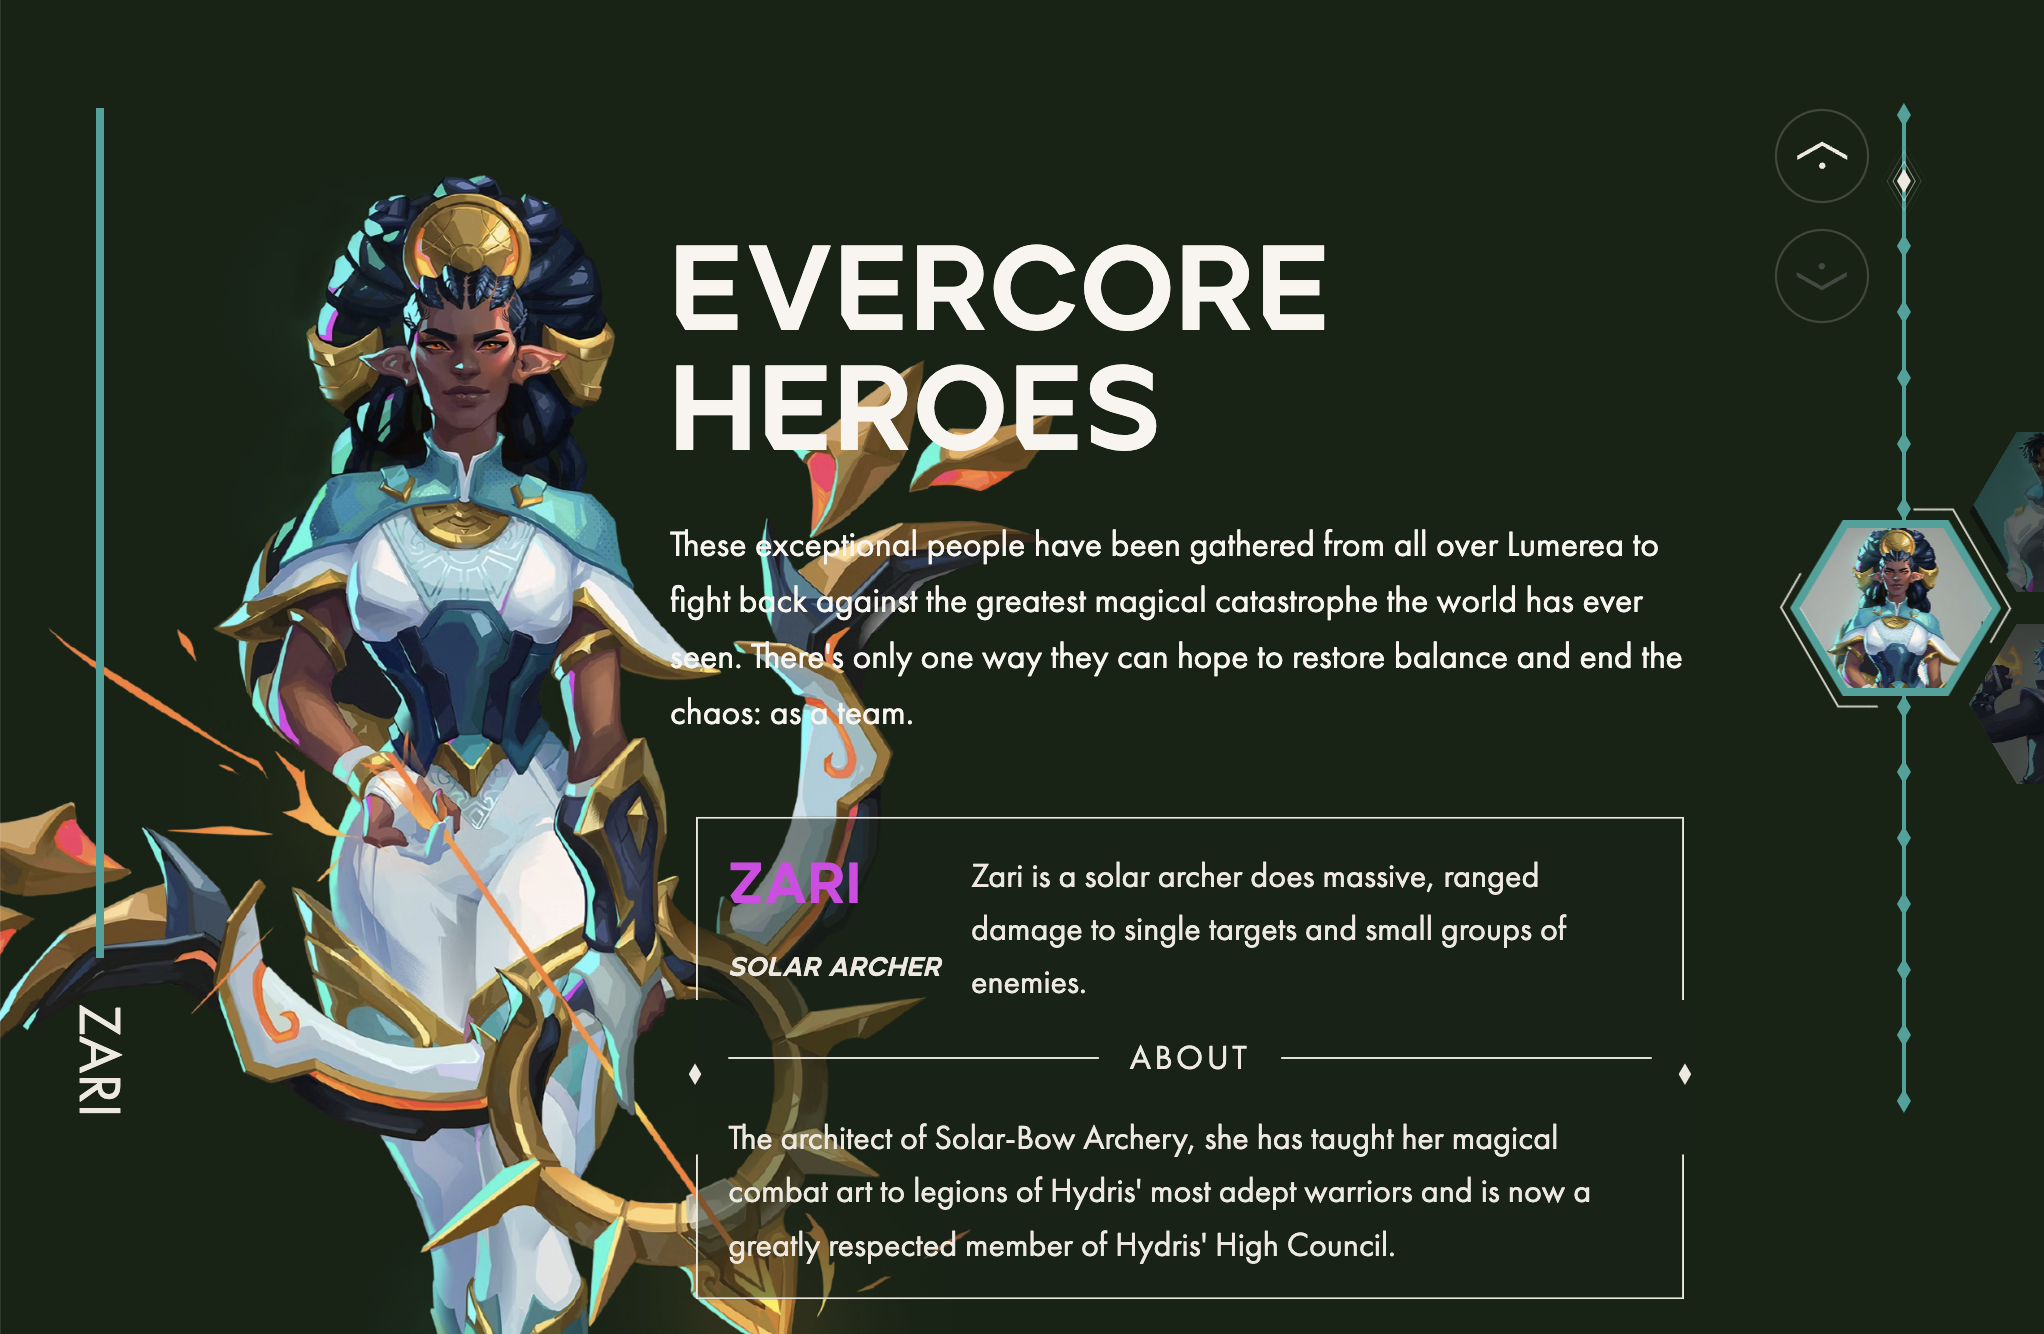 EVERCORE
HEROES
These exceptional people have been gathered from all over Lumerea to
fight back against the greatest magical catastrophe the world has ever
seen. There's only one way they can hope to restore balance and end the
chaos: as a team.
ZARI
SOLAR ARCHER
Zari is a solar archer does massive, ranged
damage to single targets and small groups of
enemies.
ABOUT
The architect of Solar-Bow Archery, she has taught her magical
combat art to legions of Hydris' most adept warriors and is now a
greatly respected member of Hydris' High Council.
ZARI